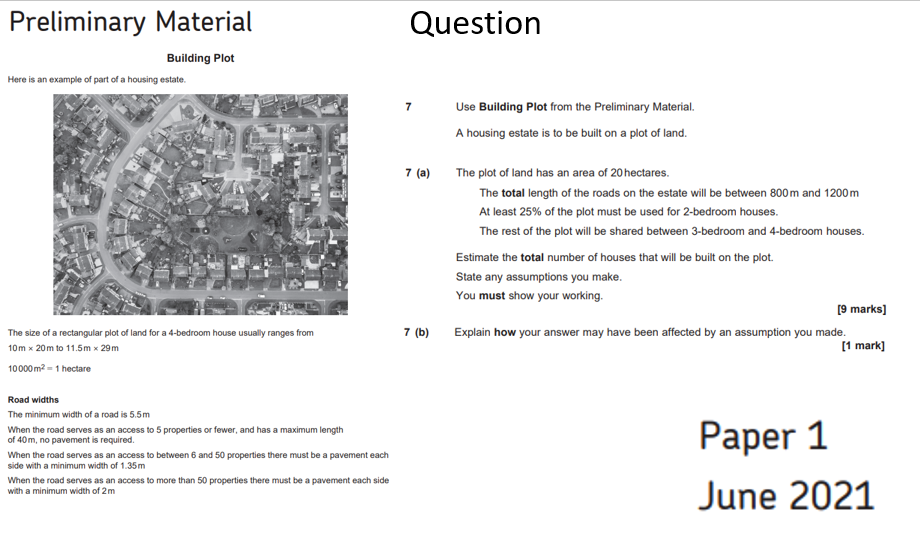 Preliminary Material
Building Plot
Here is an example of part of a housing estate.
The size of a rectangular plot of land for a 4-bedroom house usually ranges from
10 m × 20 m to 11.5 m × 29 m
10 000 m² = 1 hectare
Road widths
The minimum width of a road is 5.5 m
When the road serves as an access to 5 properties or fewer, and has a maximum length
of 40 m, no pavement is required.
When the road serves as an access to between 6 and 50 properties there must be a pavement each
side with a minimum width of 1.35 m
When the road serves as an access to more than 50 properties there must be a pavement each side
with a minimum width of 2 m
Question
7 Use Building Plot from the Preliminary Material.
A housing estate is to be built on a plot of land.
7 (a) The plot of land has an area of 20 hectares.
The total length of the roads on the estate will be between 800 m and 1200 m
At least 25% of the plot must be used for 2-bedroom houses.
The rest of the plot will be shared between 3-bedroom and 4-bedroom houses.
Estimate the total number of houses that will be built on the plot.
State any assumptions you make.
You must show your working.
[9 marks]
7 (b) Explain how your answer may have been affected by an assumption you made.
[1 mark]
Paper 1
June 2021